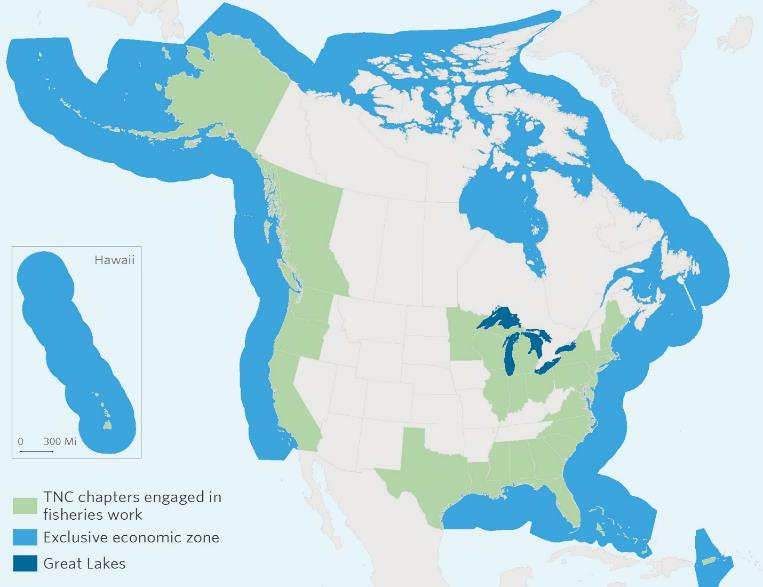 Hawaii
0 300 Mi
TNC chapters engaged in
fisheries work
Exclusive economic zone
Great Lakes